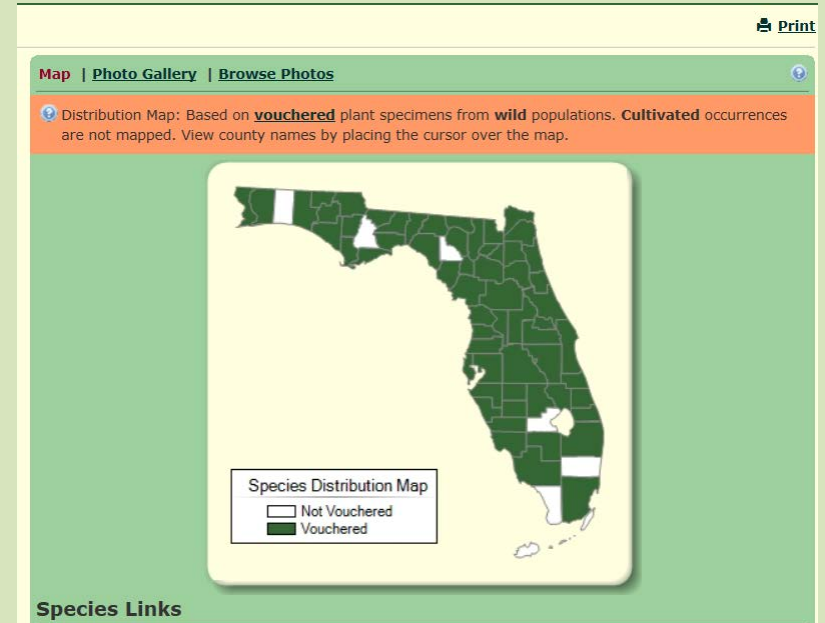 Print
Map | Photo Gallery | Browse Photos
Distribution Map: Based on vouchered plant specimens from wild populations. Cultivated occurrences
are not mapped. View county names by placing the cursor over the map.
Species Distribution Map
Not Vouchered
Vouchered
Species Links